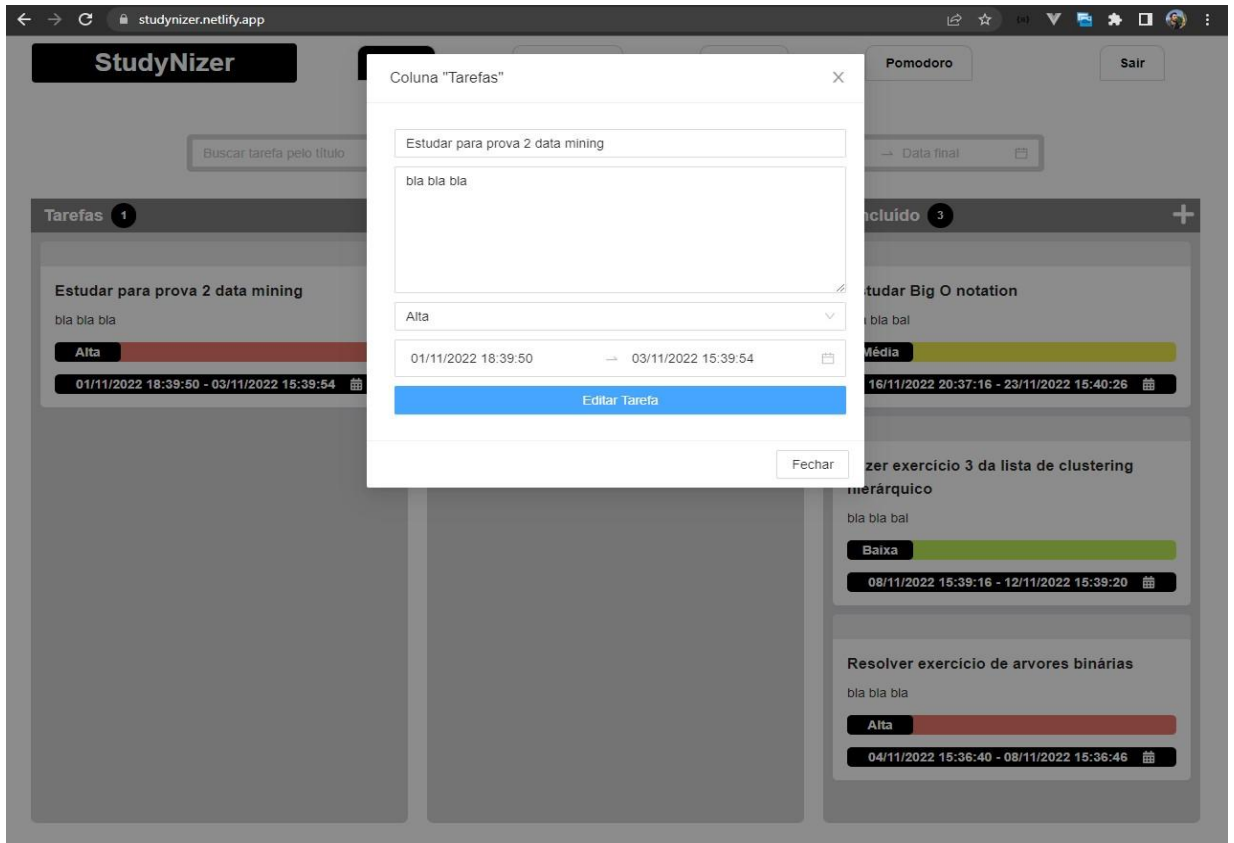 studynizer.netlify.app
StudyNizer
Pomodoro
Sair
Coluna "Tarefas"
Estudar para prova 2 data mining
bla bla bla
Alta
01/11/2022 18:39:50 → 03/11/2022 15:39:54
Editar Tarefa
Fechar
Buscar tarefa pelo título
→ Data final
Tarefas 1
Estudar para prova 2 data mining
bla bla bla
Alta
01/11/2022 18:39:50 - 03/11/2022 15:39:54
ncluído 3
tudar Big O notation
bla bal
Média
16/11/2022 20:37:16 - 23/11/2022 15:40:26
zer exercício 3 da lista de clustering
hierárquico
bla bla bal
Baixa
08/11/2022 15:39:16 - 12/11/2022 15:39:20
Resolver exercicio de arvores binárias
bla bla bla
Alta
04/11/2022 15:36:40 - 08/11/2022 15:36:46